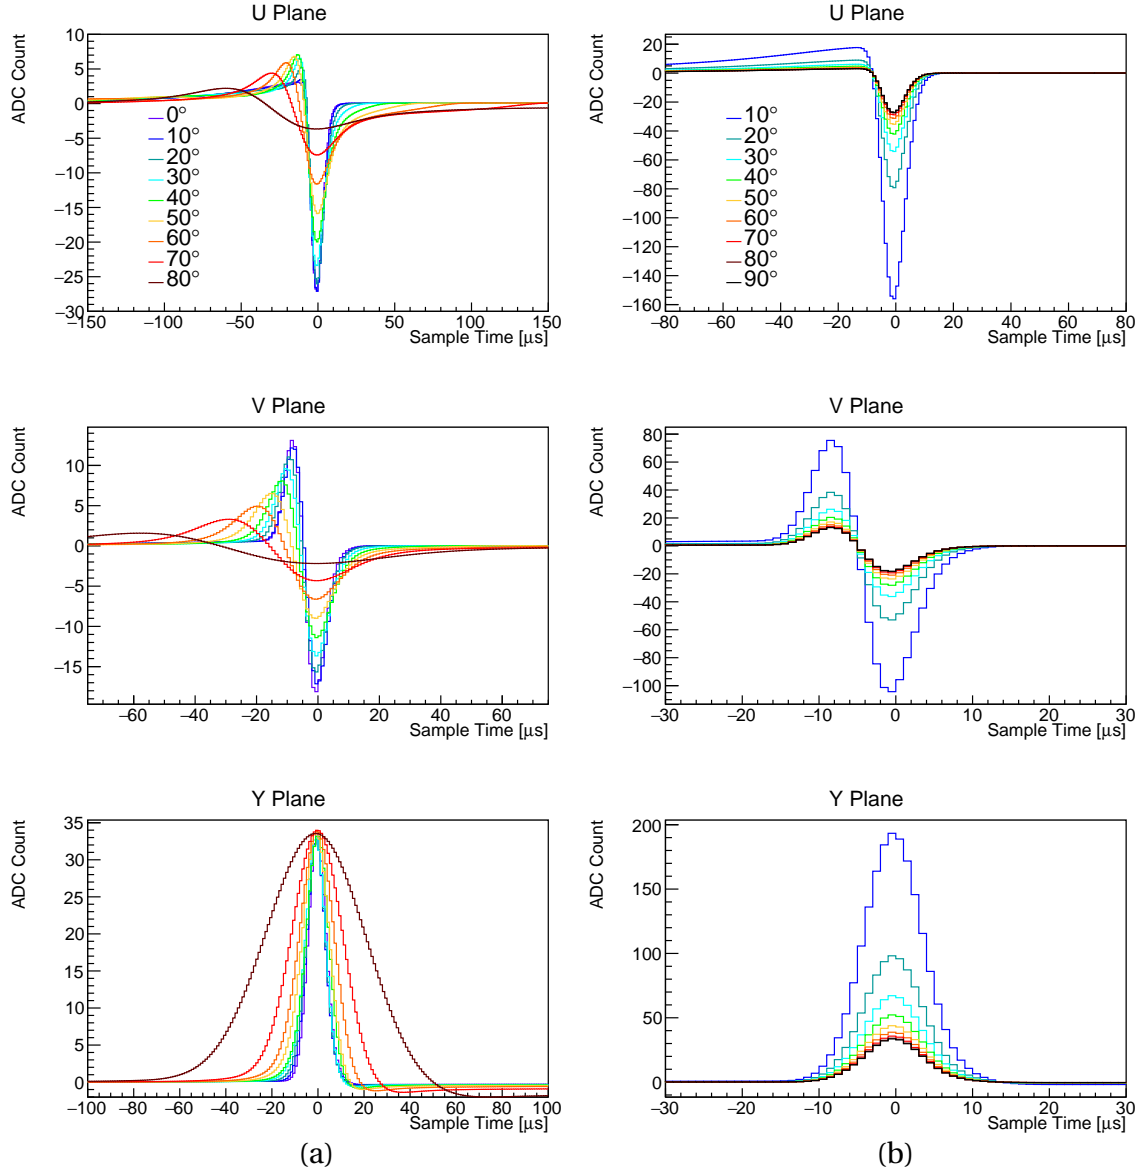 U Plane
ADC Count
10
5
0
−5
−10
−15
−20
−25
−30
0°
10°
20°
30°
40°
50°
60°
70°
80°
−150 −100 −50 0 50 100 150
Sample Time [μs]
U Plane
ADC Count
20
0
−20
−40
−60
−80
−100
−120
−140
−160
10°
20°
30°
40°
50°
60°
70°
80°
90°
−80 −60 −40 −20 0 20 40 60 80
Sample Time [μs]
V Plane
ADC Count
10
5
0
−5
−10
−15
−60 −40 −20 0 20 40 60
Sample Time [μs]
V Plane
ADC Count
80
60
40
20
0
−20
−40
−60
−80
−100
−30 −20 −10 0 10 20 30
Sample Time [μs]
Y Plane
ADC Count
35
30
25
20
15
10
5
0
−100 −80 −60 −40 −20 0 20 40 60 80 100
Sample Time [μs]
(a)
Y Plane
ADC Count
200
150
100
50
0
−30 −20 −10 0 10 20 30
Sample Time [μs]
(b)